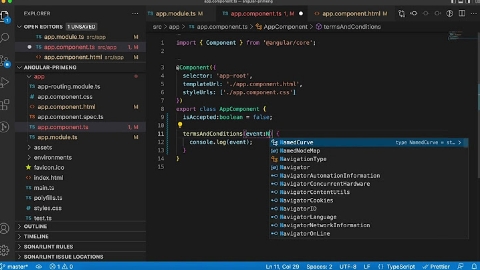 app.component.ts — angular-primeng
EXPLORER
OPEN EDITORS 1 UNSAVED
app.module.ts src/app
app.component.ts src/app 1, M
app.component.html src/app
ANGULAR-PRIMENG
app
app-routing.module.ts
app.component.css
app.component.html M
app.component.spec.ts
app.component.ts 1, M
app.module.ts M
assets
environments
favicon.ico
index.html
main.ts
polyfills.ts
styles.css
test.ts
OUTLINE
TIMELINE
SONARLINT RULES
SONARLINT ISSUE LOCATIONS
app.module.ts M
app.component.ts 1, M
app.component.html M
src > app > app.component.ts > AppComponent > termsAndConditions
1 import { Component } from '@angular/core';
2
3
4 @Component({
5 selector: 'app-root',
6 templateUrl: './app.component.html',
7 styleUrls: ['./app.component.css']
8 })
9 export class AppComponent {
10 isAccepted:boolean = false;
11 termsAndConditions(event:N) {
12 console.log(event);
13 }
14 }
15
NamedCurve type NamedCurve = st…
NamedNodeMap
NavigationType
Navigator
NavigatorAutomationInformation
NavigatorConcurrentHardware
NavigatorContentUtils
NavigatorCookies
NavigatorID
NavigatorLanguage
NavigatorNetworkInformation
NavigatorOnLine
master* 1 0
Ln 11, Col 29 Spaces: 2 UTF-8 LF TypeScript Prettier